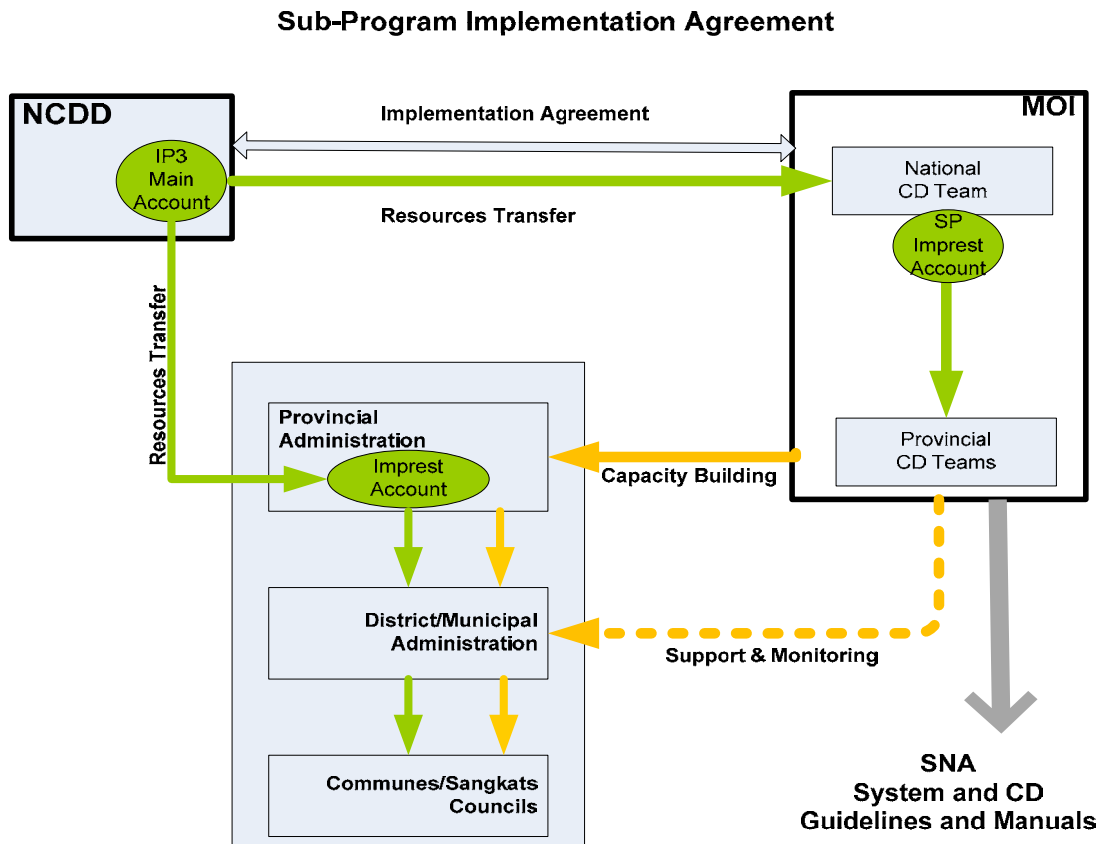 Sub-Program Implementation Agreement
NCDD
MOI
Implementation Agreement
IP3
Main
Account
National
CD Team
Resources Transfer
SP
Imprest
Account
Resources Transfer
Provincial
Administration
Imprest
Account
Provincial
CD Teams
Capacity Building
District/Municipal
Administration
Support & Monitoring
Communes/Sangkats
Councils
SNA
System and CD
Guidelines and Manuals